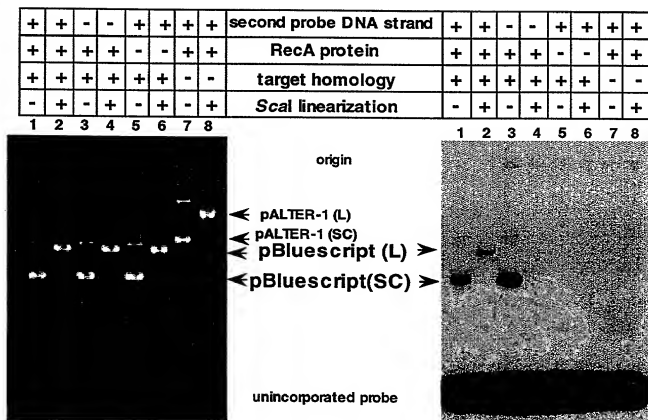 + + - - + + + + second probe DNA strand + + - - + + + +
+ + + + - - + + RecA protein + + + + - - + +
+ + + + + + - - target homology + + + + + + - -
- + - + - + - + ScaI linearization - + - + - + - +
1 2 3 4 5 6 7 8 1 2 3 4 5 6 7 8
origin
pALTER-1 (L)
pALTER-1 (SC)
pBluescript (L)
pBluescript(SC)
unincorporated probe